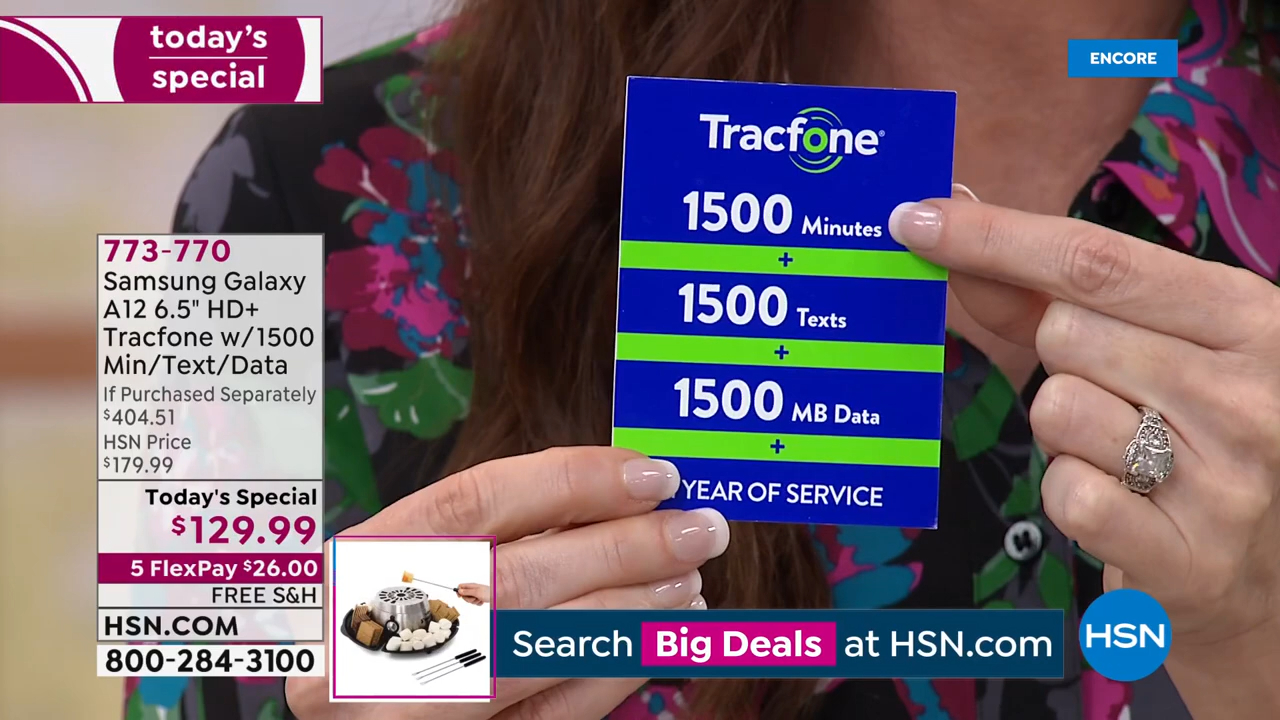 today's
special
ENCORE
773-770
Samsung Galaxy
A12 6.5" HD+
Tracfone w/1500
Min/Text/Data
If Purchased Separately
$404.51
HSN Price
$179.99
Today's Special
$129.99
5 FlexPay $26.00
FREE S&H
HSN.COM
800-284-3100
Tracfone®
1500 Minutes
+
1500 Texts
+
1500 MB Data
+
YEAR OF SERVICE
Search Big Deals at HSN.com
HSN